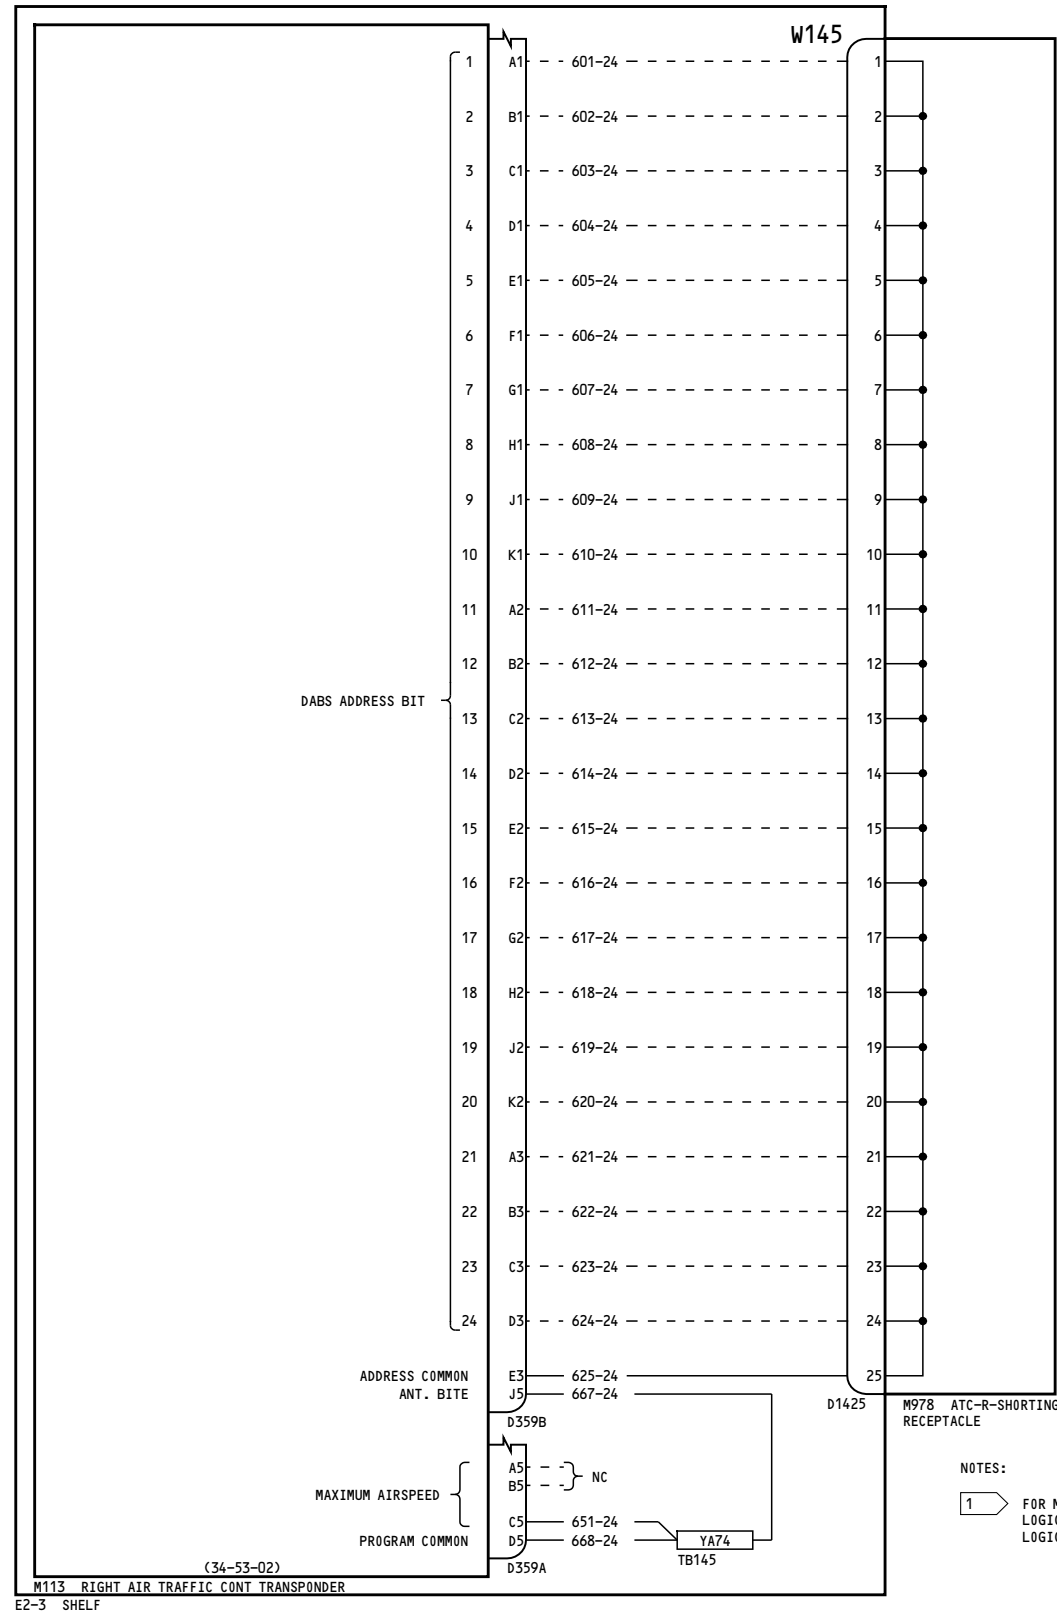 W145
1 A1 601-24 1
2 B1 602-24 2
3 C1 603-24 3
4 D1 604-24 4
5 E1 605-24 5
6 F1 606-24 6
7 G1 607-24 7
8 H1 608-24 8
9 J1 609-24 9
10 K1 610-24 10
11 A2 611-24 11
12 B2 612-24 12
DABS ADDRESS BIT
13 C2 613-24 13
14 D2 614-24 14
15 E2 615-24 15
16 F2 616-24 16
17 G2 617-24 17
18 H2 618-24 18
19 J2 619-24 19
20 K2 620-24 20
21 A3 621-24 21
22 B3 622-24 22
23 C3 623-24 23
24 D3 624-24 24
ADDRESS COMMON E3 625-24 25
ANT. BITE J5 667-24
D1425
M978 ATC-R-SHORTING
RECEPTACLE
D359B
A5
NC
B5
MAXIMUM AIRSPEED
C5 651-24
PROGRAM COMMON D5 668-24 YA74
TB145
D359A
NOTES:
1 FOR
LOGIC
LOGIC
(34-53-02)
M113 RIGHT AIR TRAFFIC CONT TRANSPONDER
E2-3 SHELF